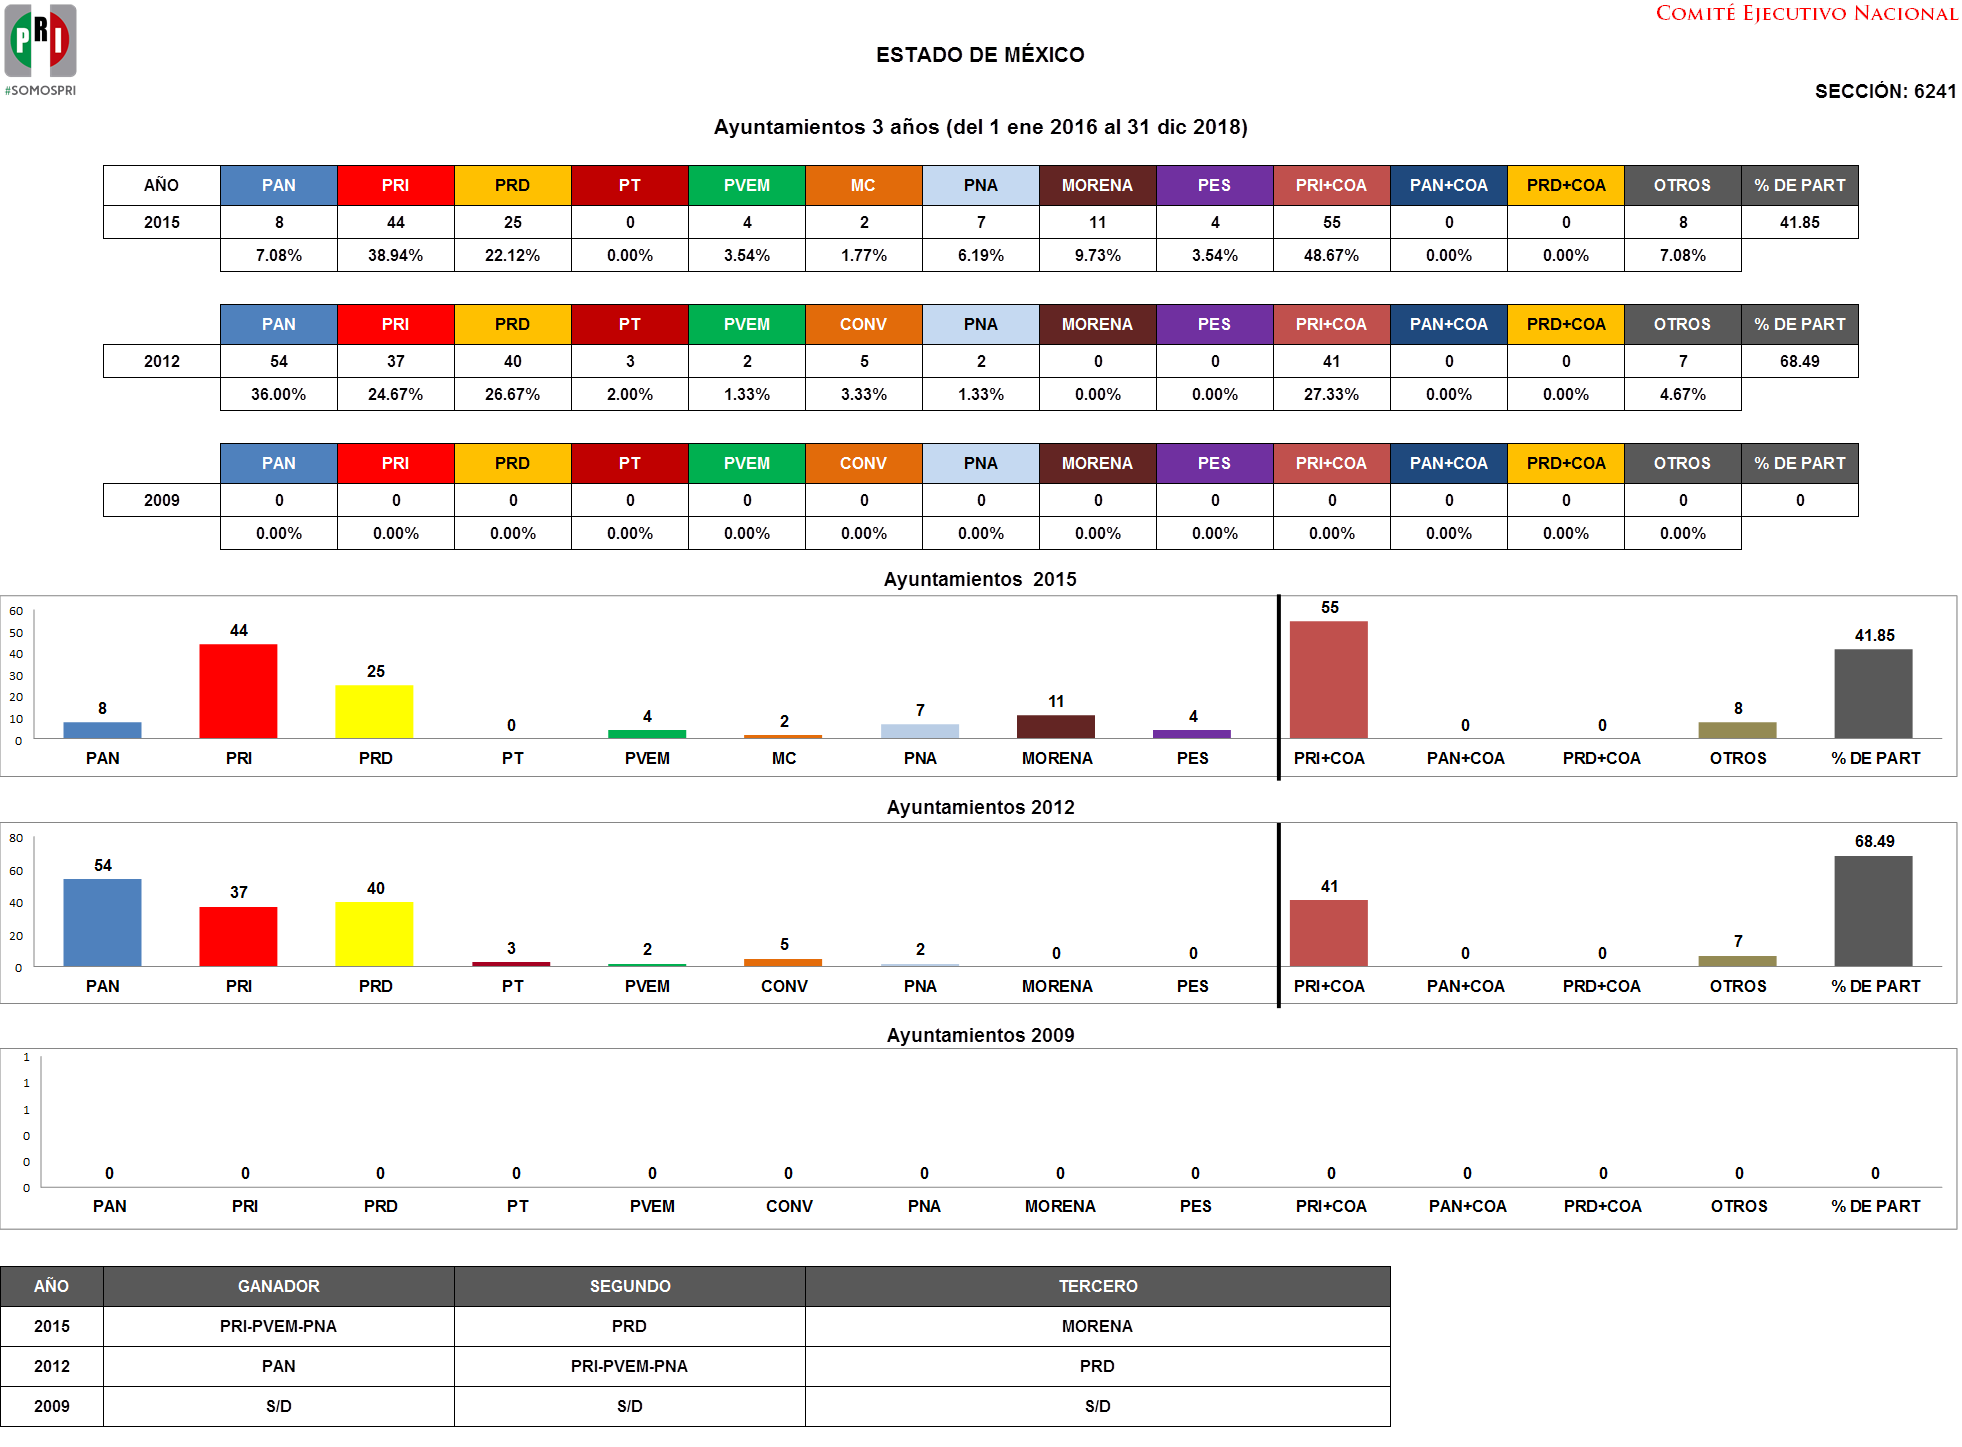 PRI
#SOMOSPRI
COMITÉ EJECUTIVO NACIONAL
ESTADO DE MÉXICO
SECCIÓN: 6241
Ayuntamientos 3 años (del 1 ene 2016 al 31 dic 2018)
AÑO PAN PRI PRD PT PVEM MC PNA MORENA PES PRI+COA PAN+COA PRD+COA OTROS % DE PART
2015 8 44 25 0 4 2 7 11 4 55 0 0 8 41.85
7.08% 38.94% 22.12% 0.00% 3.54% 1.77% 6.19% 9.73% 3.54% 48.67% 0.00% 0.00% 7.08%
PAN PRI PRD PT PVEM CONV PNA MORENA PES PRI+COA PAN+COA PRD+COA OTROS % DE PART
2012 54 37 40 3 2 5 2 0 0 41 0 0 7 68.49
36.00% 24.67% 26.67% 2.00% 1.33% 3.33% 1.33% 0.00% 0.00% 27.33% 0.00% 0.00% 4.67%
PAN PRI PRD PT PVEM CONV PNA MORENA PES PRI+COA PAN+COA PRD+COA OTROS % DE PART
2009 0 0 0 0 0 0 0 0 0 0 0 0 0 0
0.00% 0.00% 0.00% 0.00% 0.00% 0.00% 0.00% 0.00% 0.00% 0.00% 0.00% 0.00% 0.00%
Ayuntamientos 2015
60
50
40
30
20
10
0
8 44 25 0 4 2 7 11 4 55 0 0 8 41.85
PAN PRI PRD PT PVEM MC PNA MORENA PES PRI+COA PAN+COA PRD+COA OTROS % DE PART
Ayuntamientos 2012
80
60
40
20
0
54 37 40 3 2 5 2 0 0 41 0 0 7 68.49
PAN PRI PRD PT PVEM CONV PNA MORENA PES PRI+COA PAN+COA PRD+COA OTROS % DE PART
Ayuntamientos 2009
1
1
1
0
0
0
0 0 0 0 0 0 0 0 0 0 0 0 0 0
PAN PRI PRD PT PVEM CONV PNA MORENA PES PRI+COA PAN+COA PRD+COA OTROS % DE PART
AÑO GANADOR SEGUNDO TERCERO
2015 PRI-PVEM-PNA PRD MORENA
2012 PAN PRI-PVEM-PNA PRD
2009 S/D S/D S/D